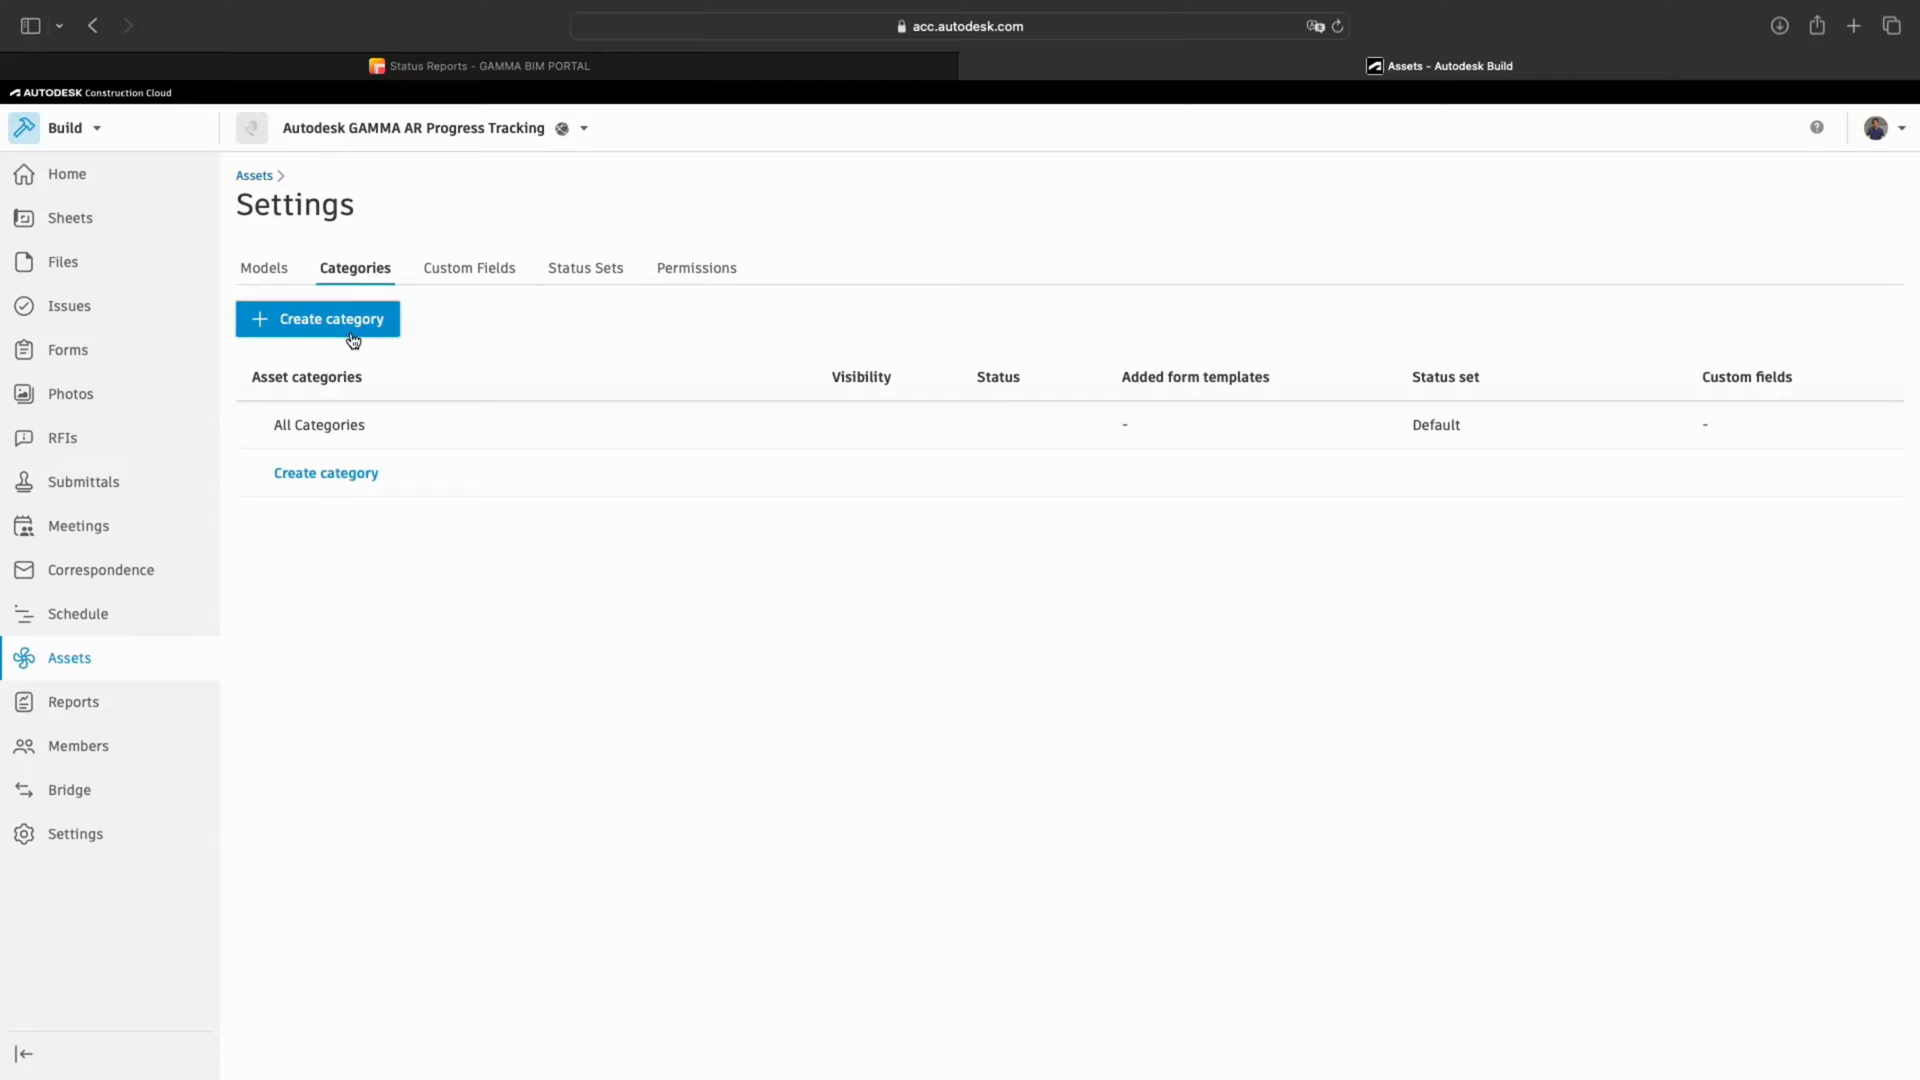 acc.autodesk.com
Status Reports - GAMMA BIM PORTAL
Assets - Autodesk Build
AUTODESK Construction Cloud
Build
Autodesk GAMMA AR Progress Tracking
Home
Sheets
Files
Issues
Forms
Photos
RFIs
Submittals
Meetings
Correspondence
Schedule
Assets
Reports
Members
Bridge
Settings
Assets
Settings
Models Categories Custom Fields Status Sets Permissions
+ Create category
Asset categories Visibility Status Added form templates Status set Custom fields
All Categories - Default -
Create category